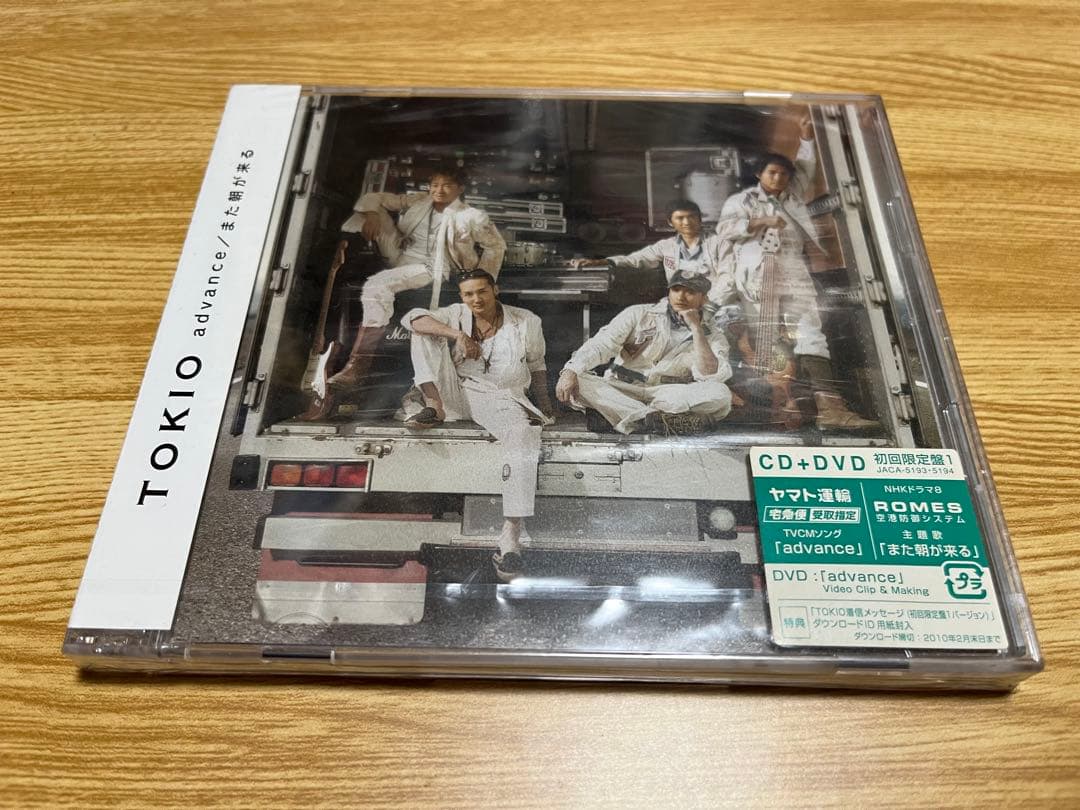 TOKIO advance/また朝が来る
CD+DVD 初回限定盤1
JACA-5193・5194
ヤマト運輸
宅急便 受取指定
TVCMソング
「advance」
NHKドラマ8
ROMES
空港防御システム
主題歌
「また朝が来る」
DVD:「advance」
Video Clip & Making
プラ
特典
「TOKIO着信メッセージ(初回限定盤1バージョン)」
ダウンロードID用紙封入
ダウンロード締切:2010年2月末日まで